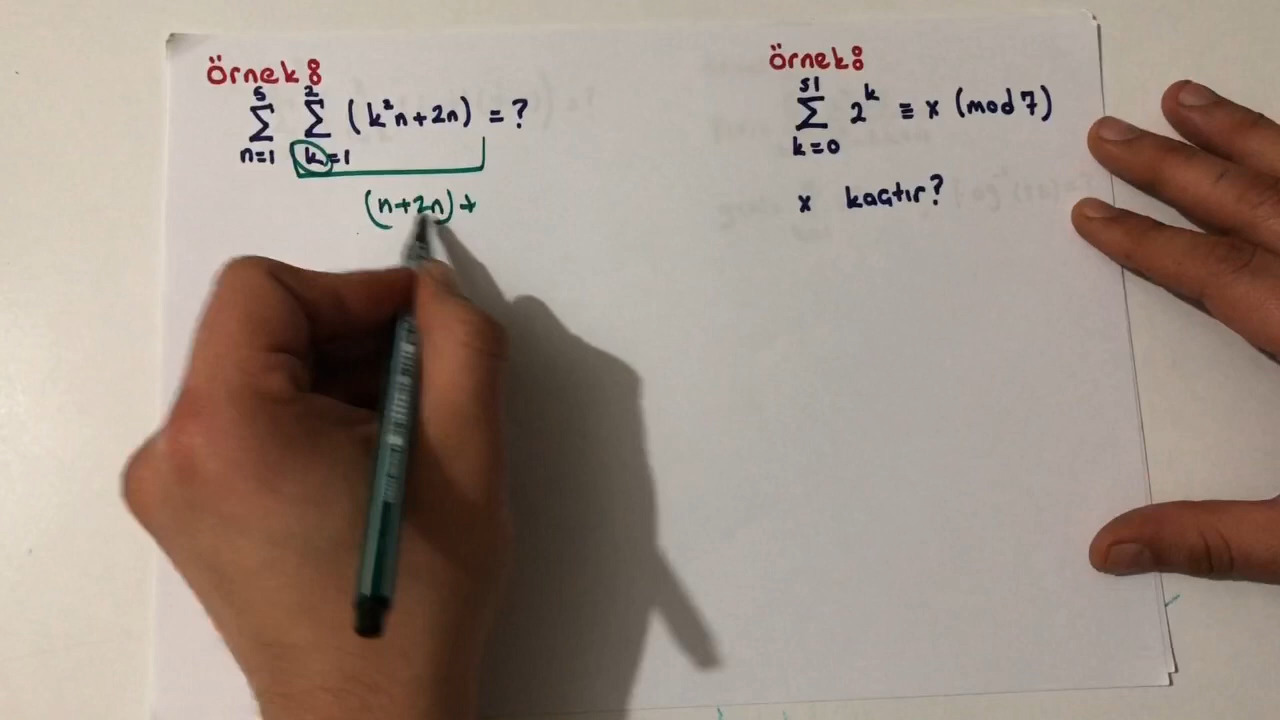 Örnek:
5 2
∑ ∑ (k²n+2n) = ?
n=1 k=1
(n+2n) +
Örnek:
51
∑ 2^k ≡ x (mod 7)
k=0
x kaçtır?